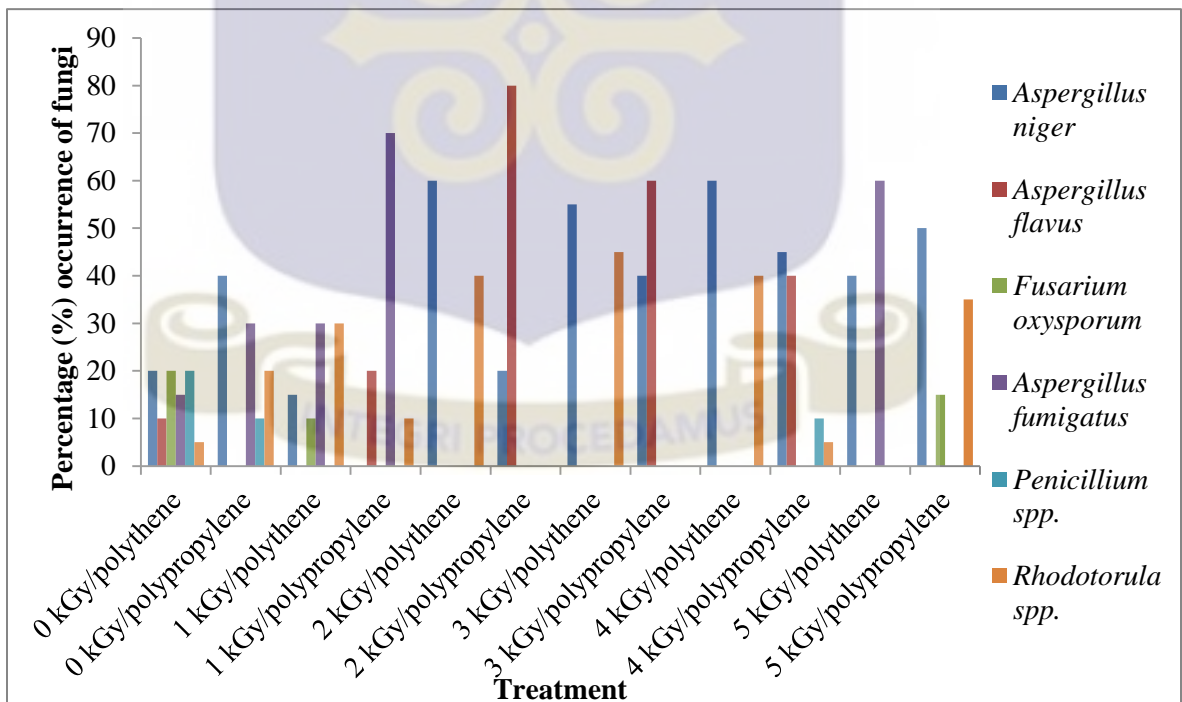 Percentage (%) occurrence of fungi
90
80
70
60
50
40
30
20
10
0
0 kGy/polythene
0 kGy/polypropylene
1 kGy/polythene
1 kGy/polypropylene
2 kGy/polythene
2 kGy/polypropylene
3 kGy/polythene
3 kGy/polypropylene
4 kGy/polythene
4 kGy/polypropylene
5 kGy/polythene
5 kGy/polypropylene
Treatment
Aspergillus
niger
Aspergillus
flavus
Fusarium
oxysporum
Aspergillus
fumigatus
Penicillium
spp.
Rhodotorula
spp.
INTEGRI PROCEDAMUS